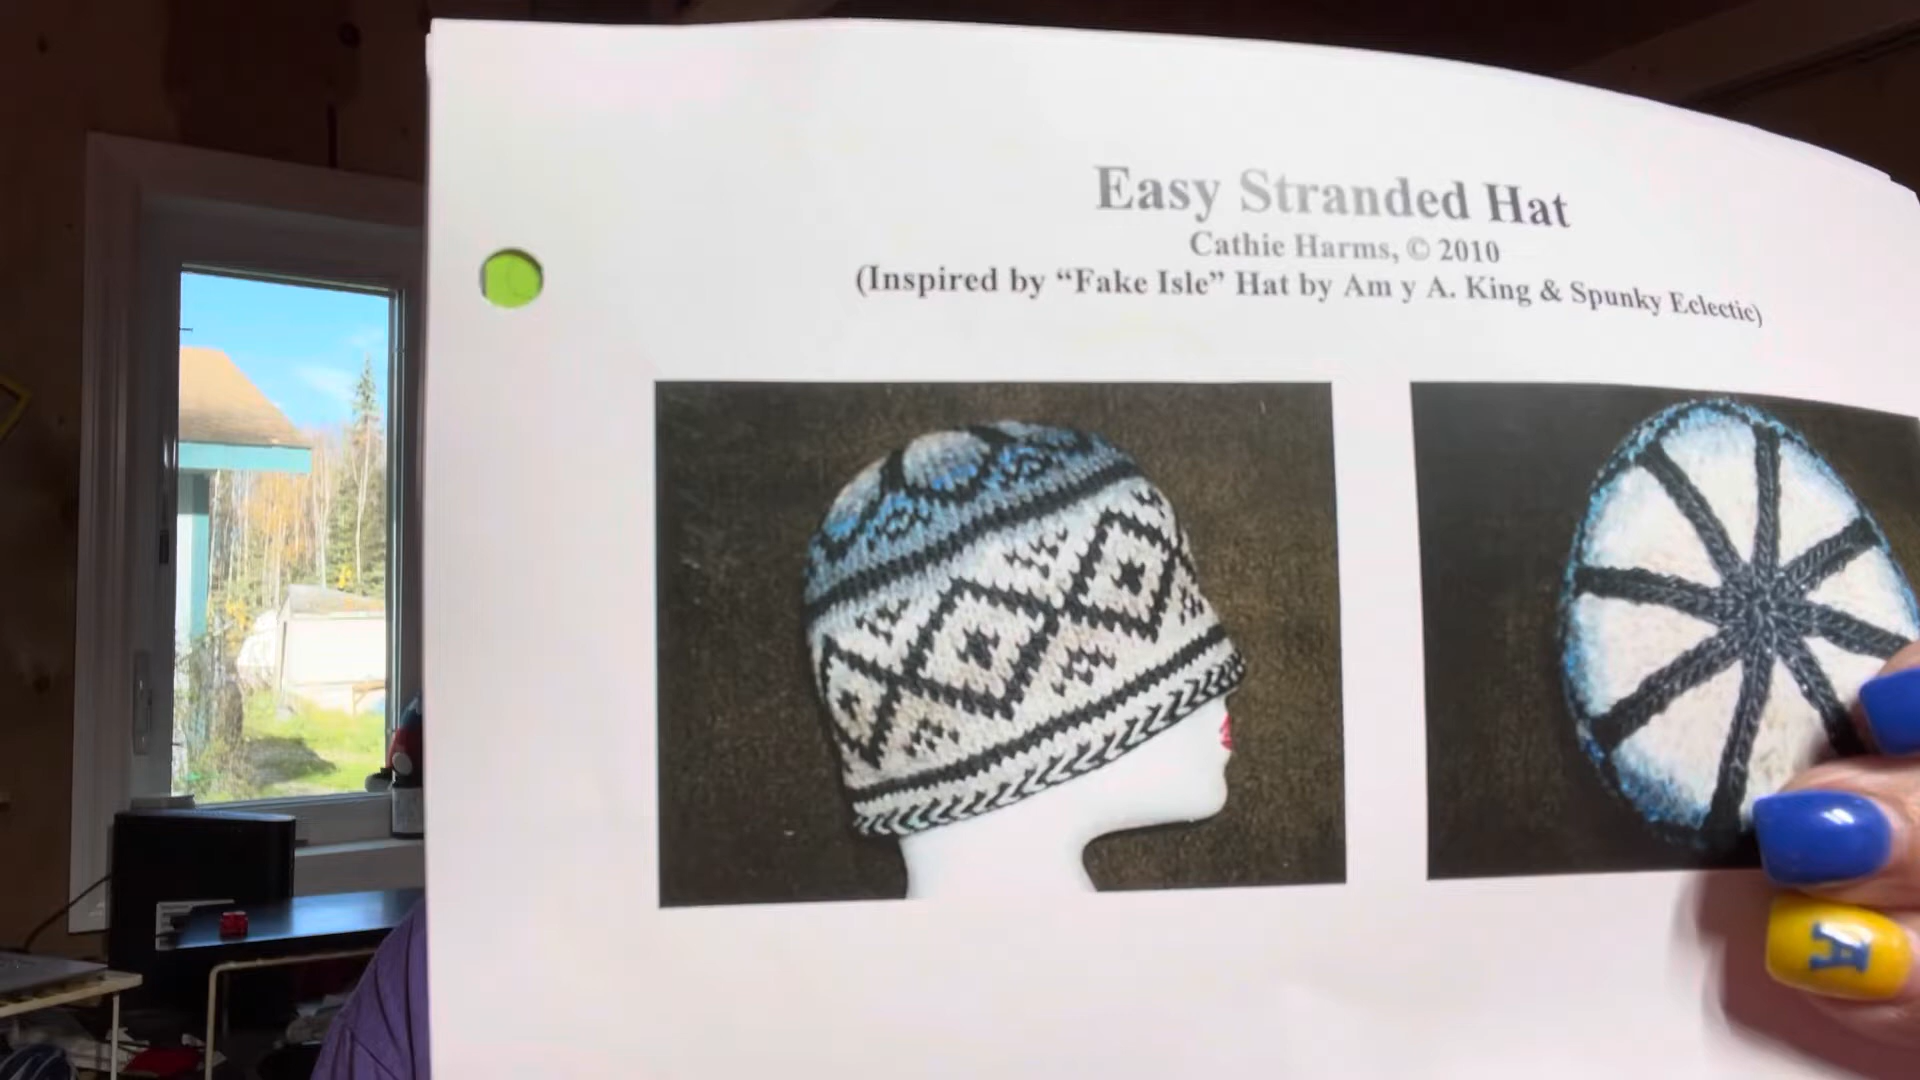 Easy Stranded Hat
Cathie Harms, © 2010
(Inspired by “Fake Isle” Hat by Am y A. King & Spunky Eclectic)
A